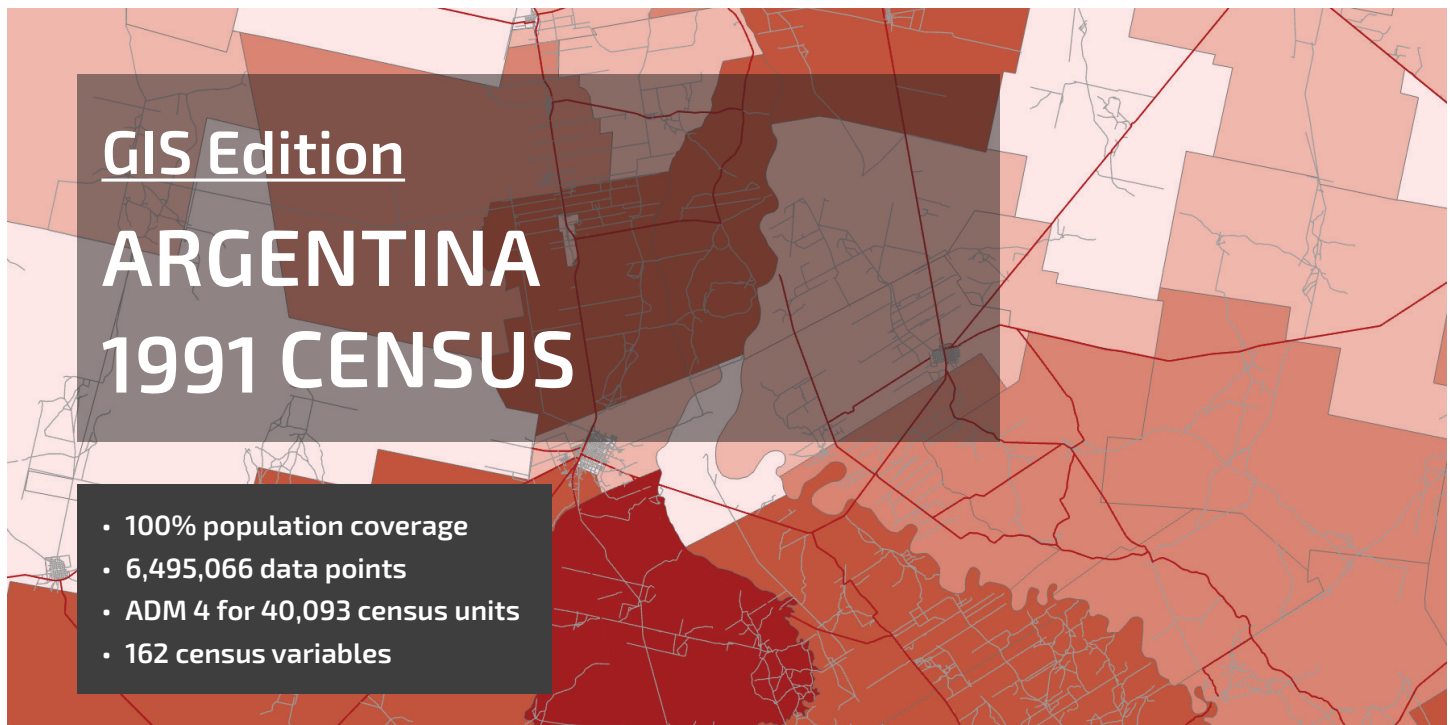 GIS Edition
ARGENTINA
1991 CENSUS
• 100% population coverage
• 6,495,066 data points
• ADM 4 for 40,093 census units
• 162 census variables